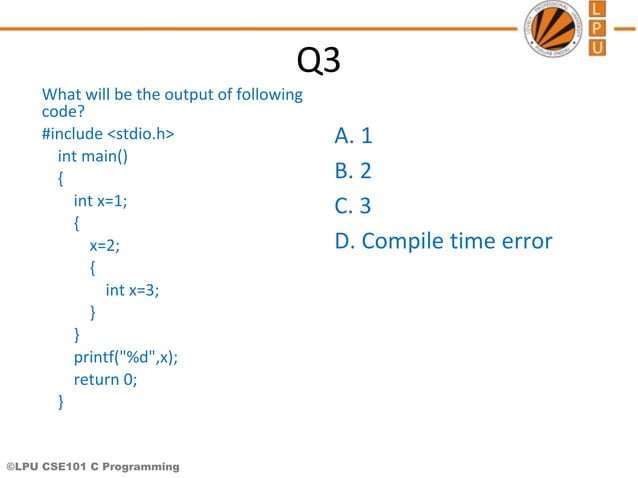 L
P
U
Q3
What will be the output of following
code?
#include <stdio.h>
int main()
{
int x=1;
{
x=2;
{
int x=3;
}
}
printf("%d",x);
return 0;
}
A. 1
B. 2
C. 3
D. Compile time error
©LPU CSE101 C Programming